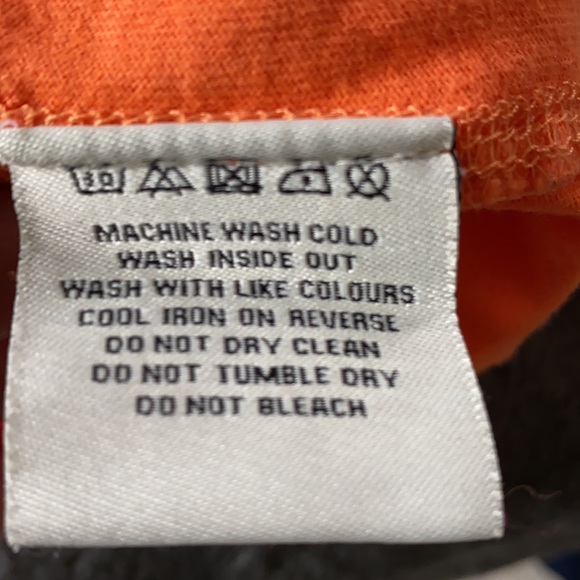 30
MACHINE WASH COLD
WASH INSIDE OUT
WASH WITH LIKE COLOURS
COOL IRON ON REVERSE
DO NOT DRY CLEAN
DO NOT TUMBLE DRY
DO NOT BLEACH